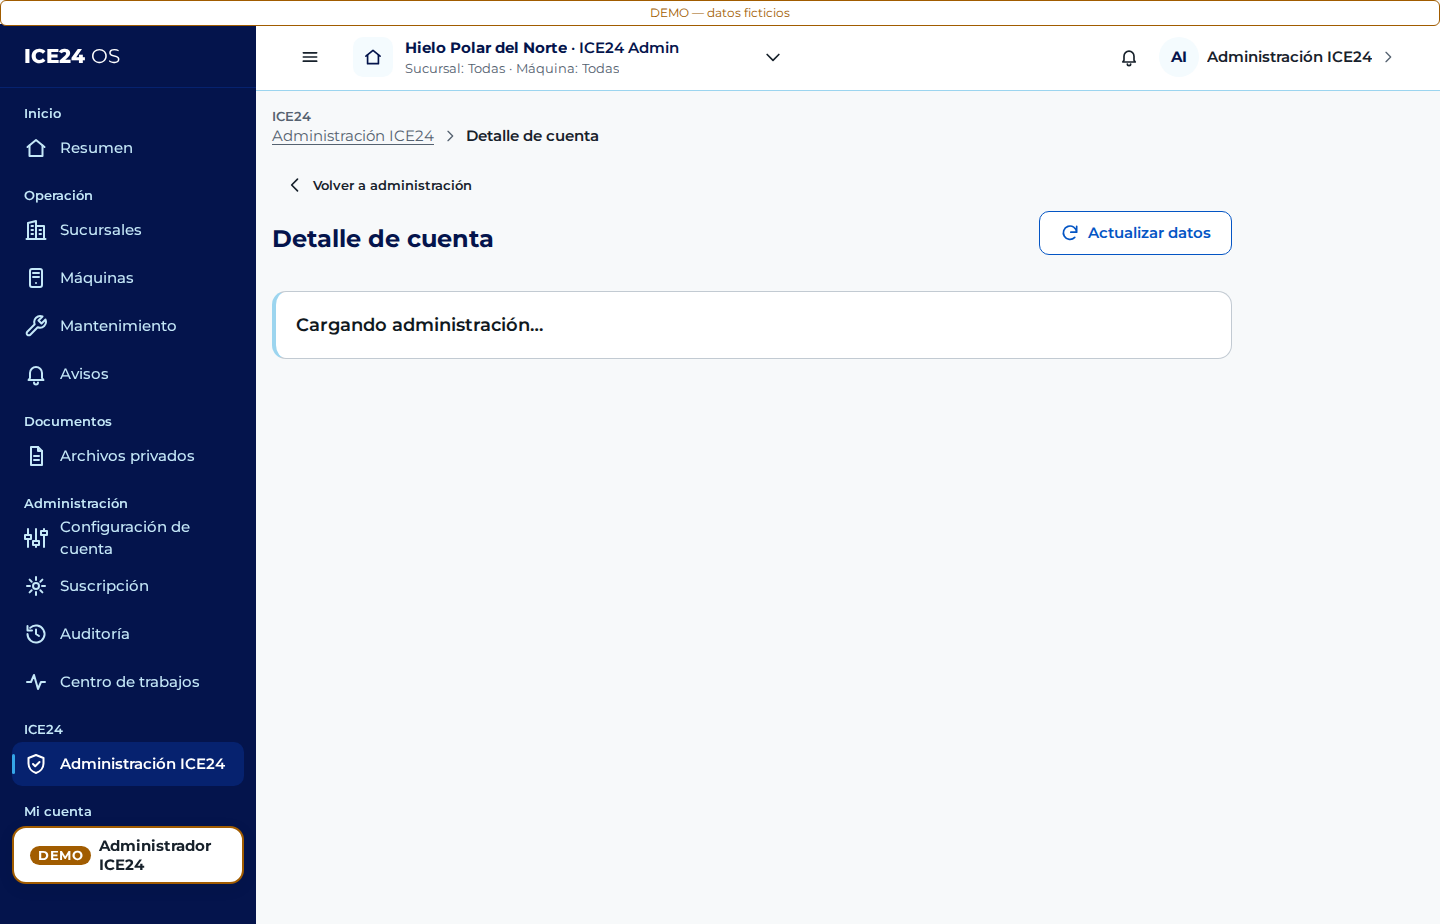 DEMO — datos ficticios
ICE24 OS
Inicio
Resumen
Operación
Sucursales
Máquinas
Mantenimiento
Avisos
Documentos
Archivos privados
Administración
Configuración de
cuenta
Suscripción
Auditoría
Centro de trabajos
ICE24
Administración ICE24
Mi cuenta
DEMO Administrador
ICE24
Hielo Polar del Norte · ICE24 Admin
Sucursal: Todas · Máquina: Todas
AI Administración ICE24
ICE24
Administración ICE24 > Detalle de cuenta
Volver a administración
Detalle de cuenta
Actualizar datos
Cargando administración...